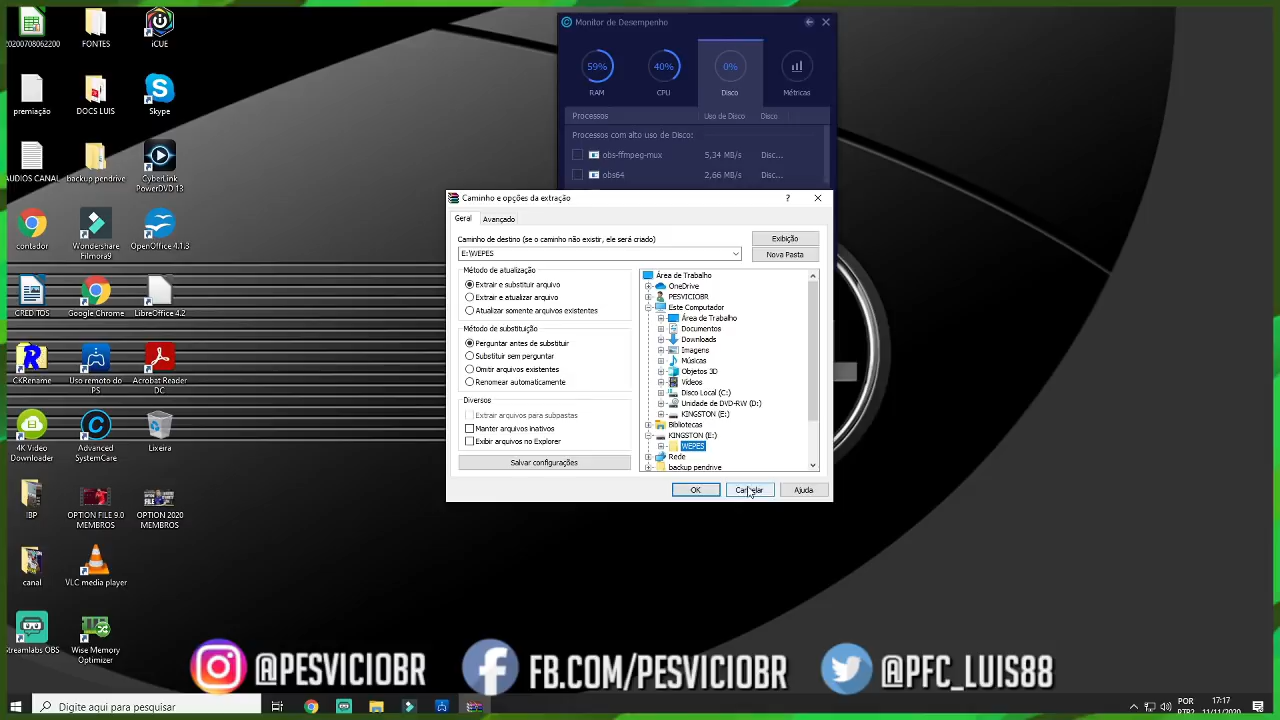 20200708062200
FONTES
iCUE
premiação
DOCS LUIS
Skype
AUDIOS CANAL
backup pendrive
CyberLink
PowerDVD 13
contador
Wondershare
Filmora9
OpenOffice 4.1.3
CREDITOS
Google Chrome
LibreOffice 4.2
CKRename
Uso remoto do
PS
Acrobat Reader
DC
4K Video
Downloader
Advanced
SystemCare
Lixeira
IBP
OPTION FILE 9.0
MEMBROS
OPTION 2020
MEMBROS
canal
VLC media player
Streamlabs OBS
Wise Memory
Optimizer
Monitor de Desempenho
59%
40%
0%
RAM
CPU
Disco
Métricas
Processos
Uso de Disco
Disco
Processos com alto uso de Disco:
obs-ffmpeg-mux
5,34 MB/s
Disc...
obs64
2,66 MB/s
Disc...
Caminho e opções da extração
?
Geral
Avançado
Caminho de destino (se o caminho não existir, ele será criado)
Exibição
E:\WEPES
Nova Pasta
Método de atualização
Extrair e substituir arquivo
Extrair e atualizar arquivo
Atualizar somente arquivos existentes
Método de substituição
Perguntar antes de substituir
Substituir sem perguntar
Omitir arquivos existentes
Renomear automaticamente
Diversos
Extrair arquivos para subpastas
Manter arquivos inativos
Exibir arquivos no Explorer
Salvar configurações
Área de Trabalho
OneDrive
PESVICIOBR
Este Computador
Área de Trabalho
Documentos
Downloads
Imagens
Músicas
Objetos 3D
Vídeos
Disco Local (C:)
Unidade de DVD-RW (D:)
KINGSTON (E:)
Bibliotecas
KINGSTON (E:)
WEPES
Rede
backup pendrive
OK
Cancelar
Ajuda
@PESVICIOBR
FB.COM/PESVICIOBR
@PFC_LUIS88
Digite aqui para pesquisar
POR
PTB2
17:17
11/11/2020